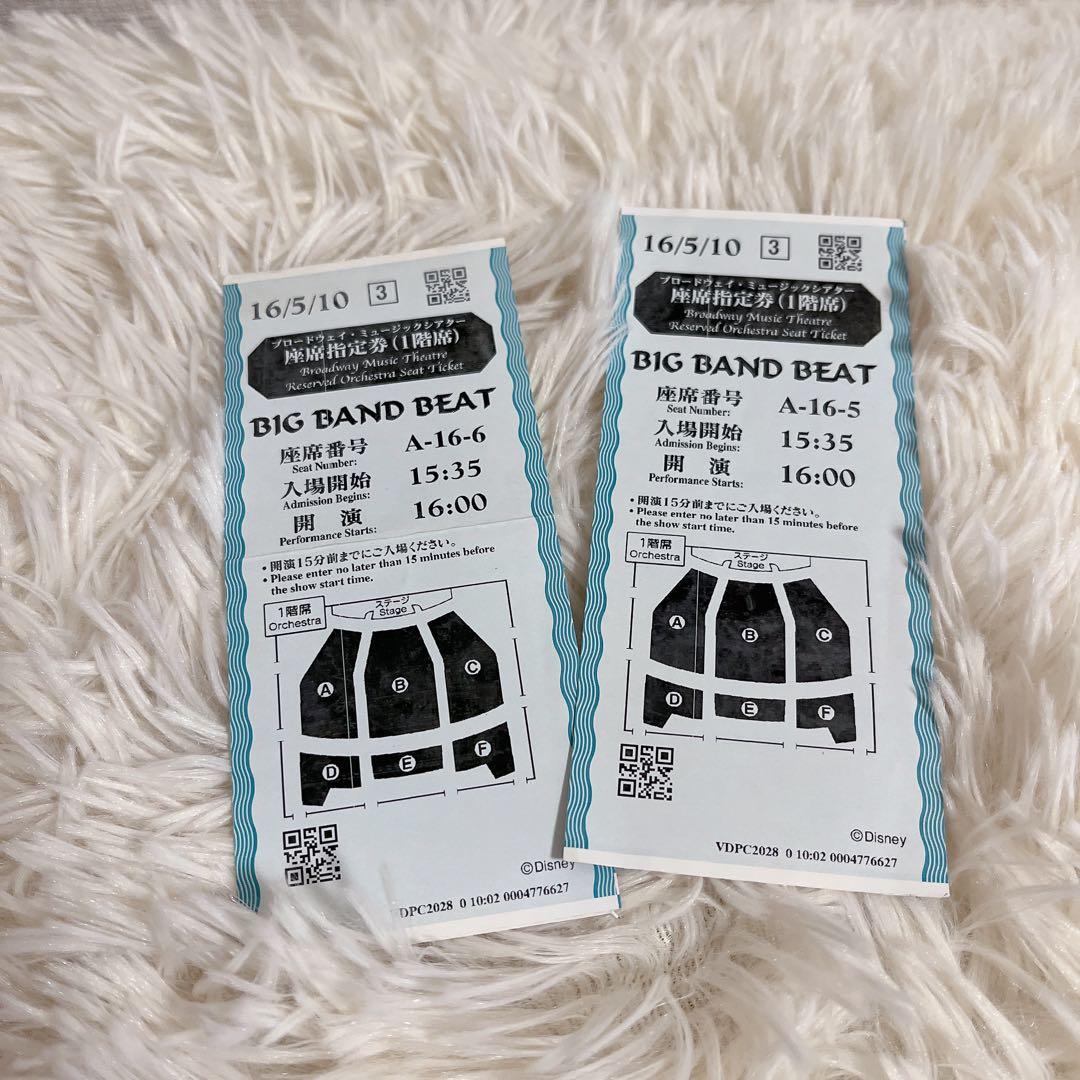 16/5/10 3
ブロードウェイ・ミュージックシアター
座席指定券(1階席)
Broadway Music Theatre
Reserved Orchestra Seat Ticket
BIG BAND BEAT
座席番号 A-16-6
Seat Number:
入場開始 15:35
Admission Begins:
開 演 16:00
Performance Starts:
・開演15分前までにご入場ください。
• Please enter no later than 15 minutes before
the show start time.
1階席
Orchestra
ステージ
Stage
A B C
D E F
©Disney
DPC2028 0 10:02 0004776627
16/5/10 3
ブロードウェイ・ミュージックシアター
座席指定券(1階席)
Broadway Music Theatre
Reserved Orchestra Seat Ticket
BIG BAND BEAT
座席番号 A-16-5
Seat Number:
入場開始 15:35
Admission Begins:
開 演 16:00
Performance Starts:
・開演15分前までにご入場ください。
• Please enter no later than 15 minutes before
the show start time.
1階席
Orchestra
ステージ
Stage
A B C
D E F
©Disney
VDPC2028 0 10:02 0004776627